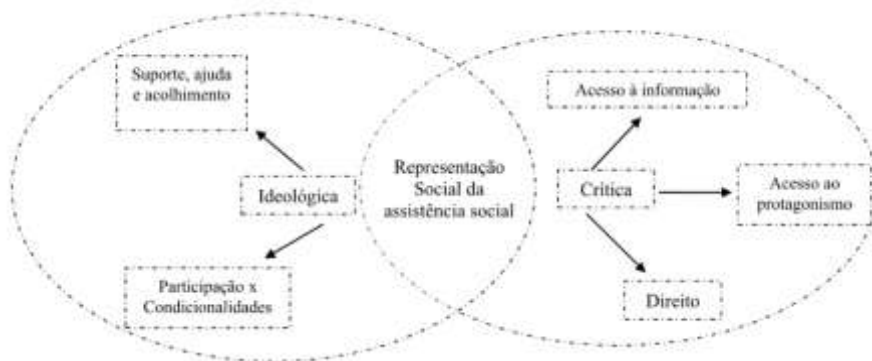 Suporte, ajuda
e acolhimento
Ideológica
Participação x
Condicionalidades
Representação
Social da
assistência social
Acesso à informação
Crítica
Acesso ao
protagonismo
Direito